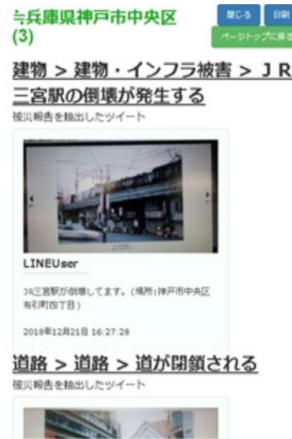 ≒兵庫県神戸市中央区
(3)
閉じる 印刷
ページトップに戻る
建物 > 建物・インフラ被害 > JR
三宮駅の倒壊が発生する
被災報告を抽出したツイート
LINEUser
JR三宮駅が倒壊してます。(場所:神戸市中央区
有引町四丁目)
2018年12月21日 16:27:28
道路 > 道路 > 道が閉鎖される
被災報告を抽出したツイート